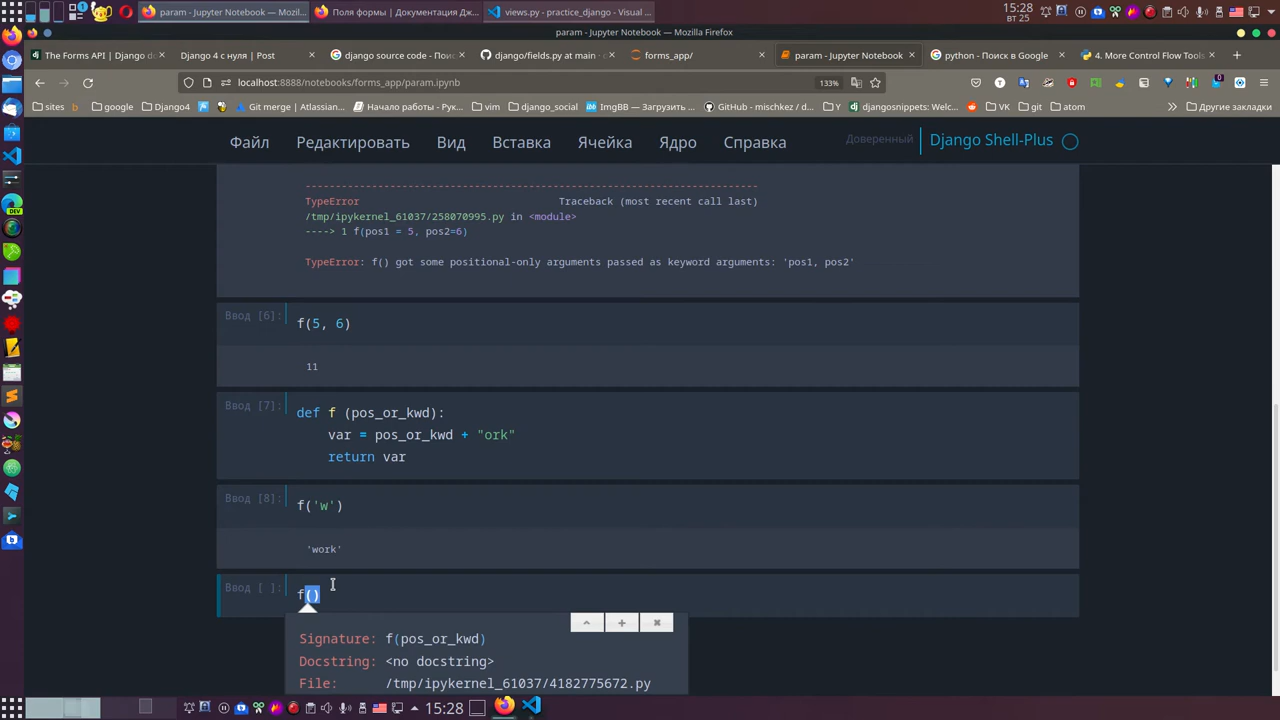 param - Jupyter Notebook — Mozill...
Поля формы | Документация Дж...
views.py - practice_django - Visual ...
15:28
ВТ 25
param - Jupyter Notebook — Mozilla Firefox
The Forms API | Django do
Django 4 с нуля | Post
django source code - Поис
django/fields.py at main
forms_app/
param - Jupyter Notebook
python - Поиск в Google
4. More Control Flow Tools
localhost:8888/notebooks/forms_app/param.ipynb
133%
sites
google
Django4
Git merge | Atlassian...
Начало работы - Рук...
vim
django_social
ibb
ImgBB — Загрузить ...
GitHub - mischkez / d...
Y
git
djangosnippets: Welc...
VK
git
atom
Другие закладки
Файл
Редактировать
Вид
Вставка
Ячейка
Ядро
Справка
Доверенный
Django Shell-Plus
---------------------------------------------------------------------------
TypeError Traceback (most recent call last)
/tmp/ipykernel_61037/258070995.py in <module>
----> 1 f(pos1 = 5, pos2=6)
TypeError: f() got some positional-only arguments passed as keyword arguments: 'pos1, pos2'
Ввод [6]:
f(5, 6)
11
Ввод [7]:
def f (pos_or_kwd):
var = pos_or_kwd + "ork"
return var
Ввод [8]:
f('w')
'work'
Ввод [ ]:
f()
Signature: f(pos_or_kwd)
Docstring: <no docstring>
File: /tmp/ipykernel_61037/4182775672.py
DEV
15:28